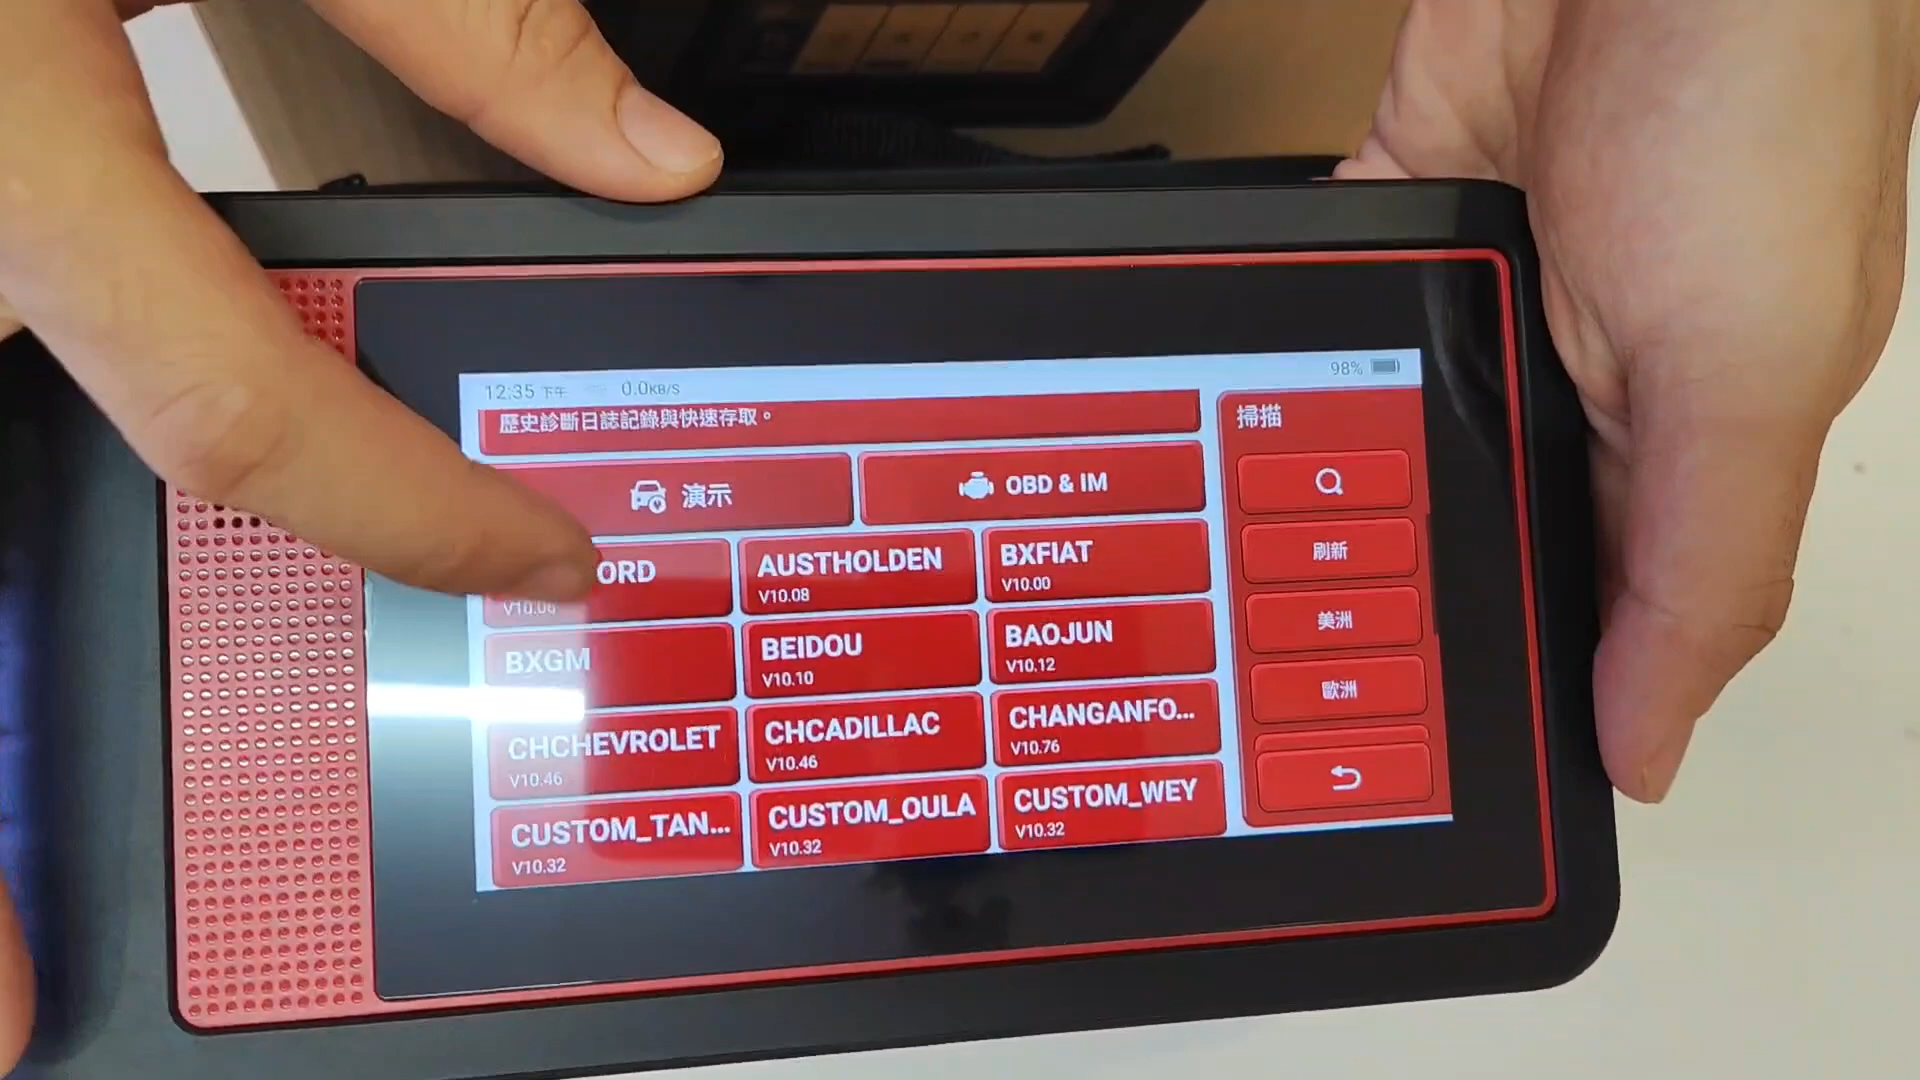 12:35 下午 0.0KB/S 98%
歷史診斷日誌記錄與快速存取。
掃描
演示
OBD & IM
ORD
V10.06
AUSTHOLDEN
V10.08
BXFIAT
V10.00
BXGM
BEIDOU
V10.10
BAOJUN
V10.12
CHCHEVROLET
V10.46
CHCADILLAC
V10.46
CHANGANFO...
V10.76
CUSTOM_TAN...
V10.32
CUSTOM_OULA
V10.32
CUSTOM_WEY
V10.32
刷新
美洲
歐洲